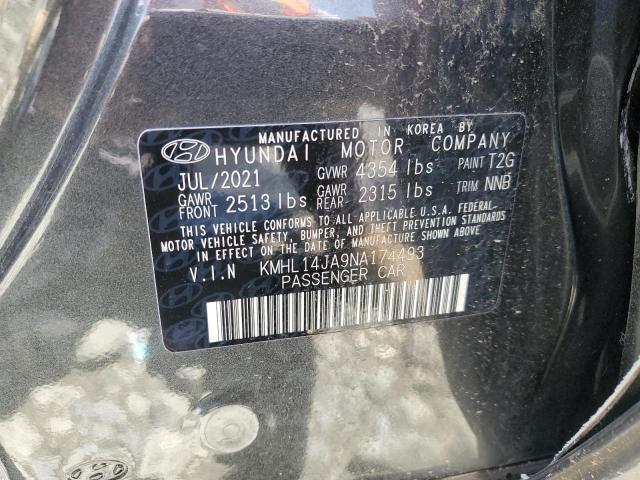 MANUFACTURED IN KOREA BY
HYUNDAI MOTOR COMPANY
JUL/2021 GVWR 4354 lbs PAINT T2G
GAWR FRONT 2513 lbs GAWR REAR 2315 lbs TRIM NNB
THIS VEHICLE CONFORMS TO ALL APPLICABLE U.S.A. FEDERAL-
MOTOR VEHICLE SAFETY, BUMPER, AND THEFT PREVENTION STANDARDS
IN EFFECT ON THE DATE OF MANUFACTURE SHOWN ABOVE.
V.I.N KMHL14JA9NA174493
PASSENGER CAR